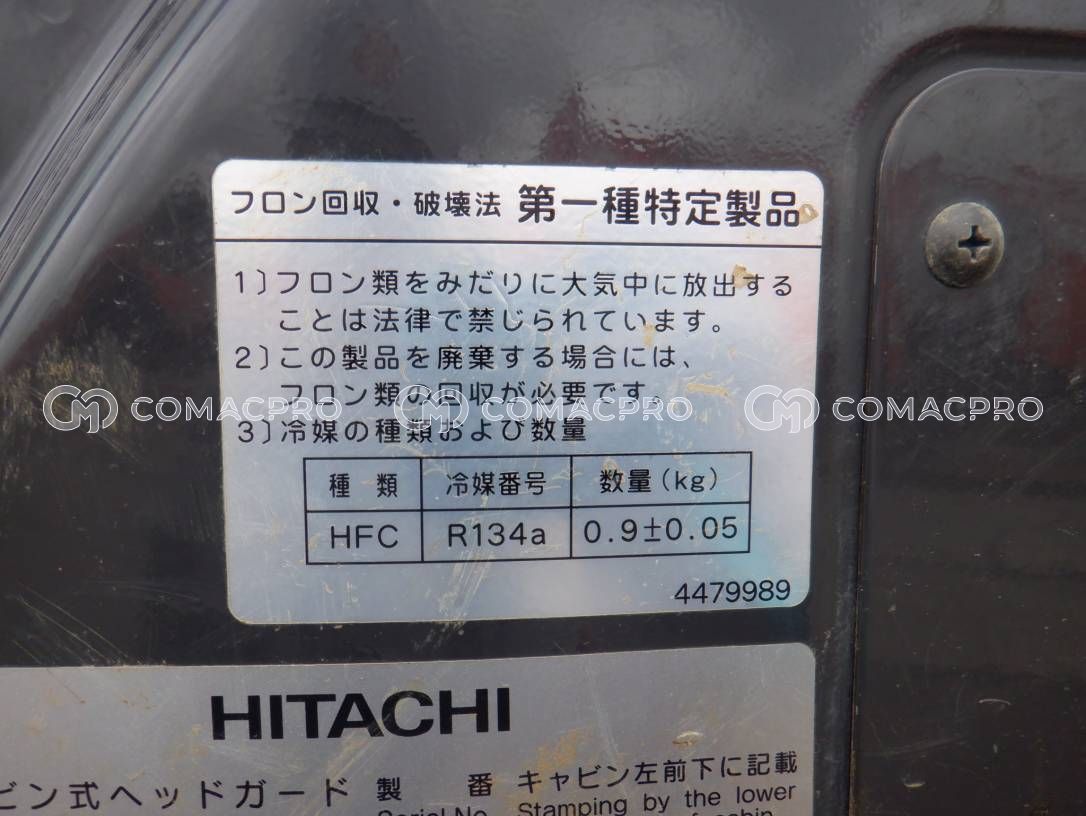 フロン回収・破壊法 第一種特定製品
1)フロン類をみだりに大気中に放出する
ことは法律で禁じられています。
2)この製品を廃棄する場合には、
フロン類の回収が必要です。
COMACPRO COMACPRO COMACPRO
3)冷媒の種類および数量
種類 冷媒番号 数量(kg)
HFC R134a 0.9±0.05
4479989
HITACHI
ビン式ヘッドガード 製 番 キャビン左前下に記載
Serial No. Stamping by the lower